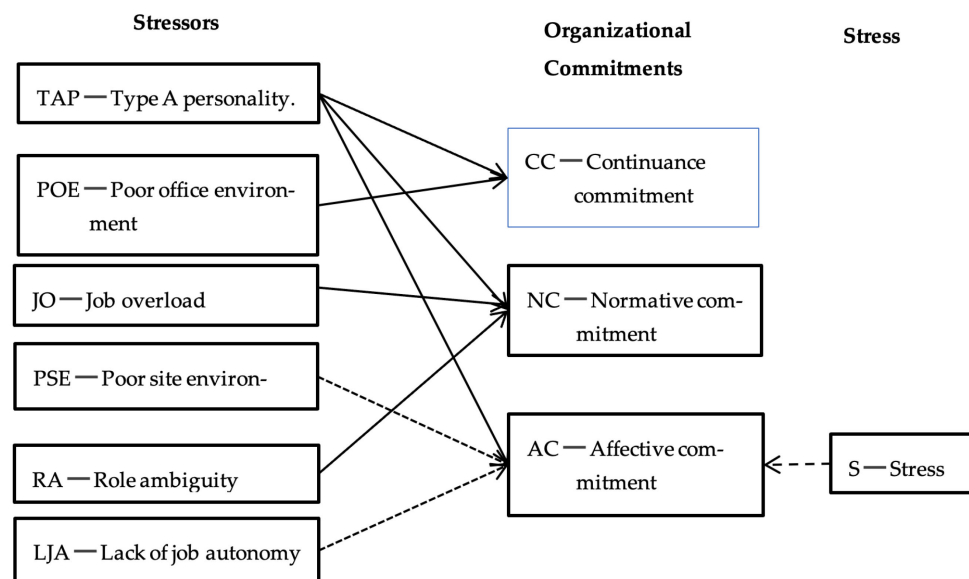 Stressors
Organizational
Commitments
Stress
TAP — Type A personality.
POE — Poor office environ-
ment
JO — Job overload
PSE — Poor site environ-
RA — Role ambiguity
LJA — Lack of job autonomy
CC — Continuance
commitment
NC — Normative com-
mitment
AC — Affective com-
mitment
S — Stress